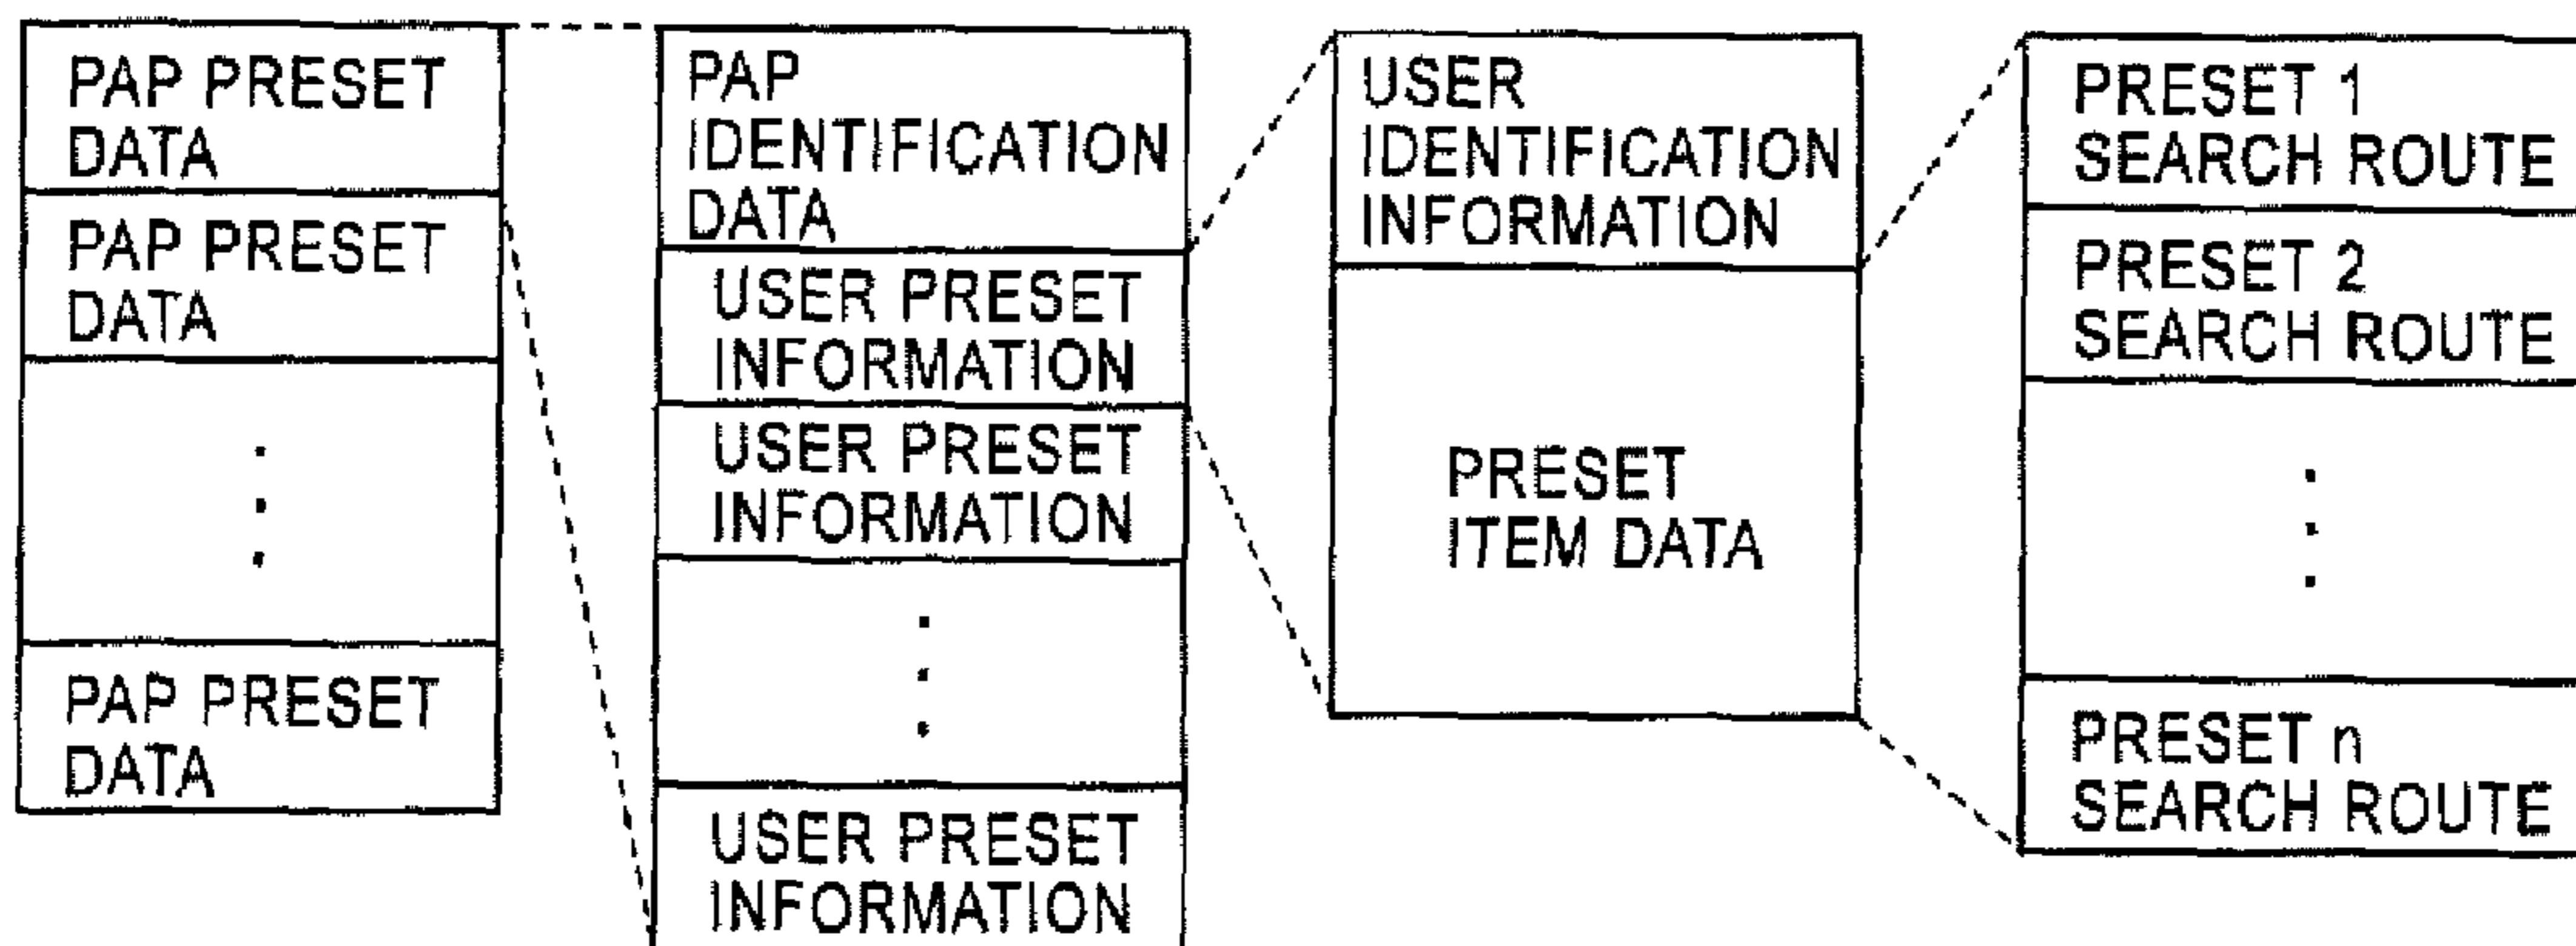 PAP PRESET
DATA
PAP PRESET
DATA
PAP PRESET
DATA
PAP
IDENTIFICATION
DATA
USER PRESET
INFORMATION
USER PRESET
INFORMATION
USER PRESET
INFORMATION
USER
IDENTIFICATION
INFORMATION
PRESET
ITEM DATA
PRESET 1
SEARCH ROUTE
PRESET 2
SEARCH ROUTE
PRESET n
SEARCH ROUTE